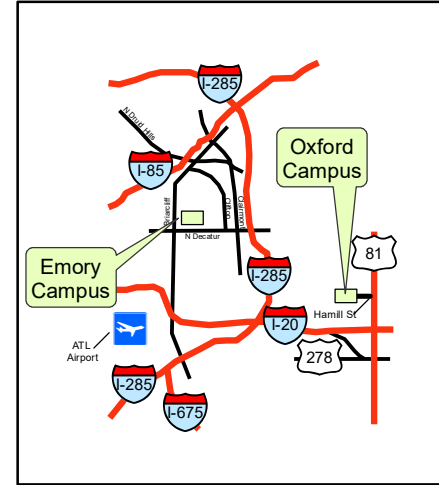 I-285
N Druid Hills
Oxford
Campus
I-85
Briarcliff
Clifton
Clairmont
N Decatur
81
Emory
Campus
I-285
Hamill St
I-20
ATL
Airport
278
I-285
I-675